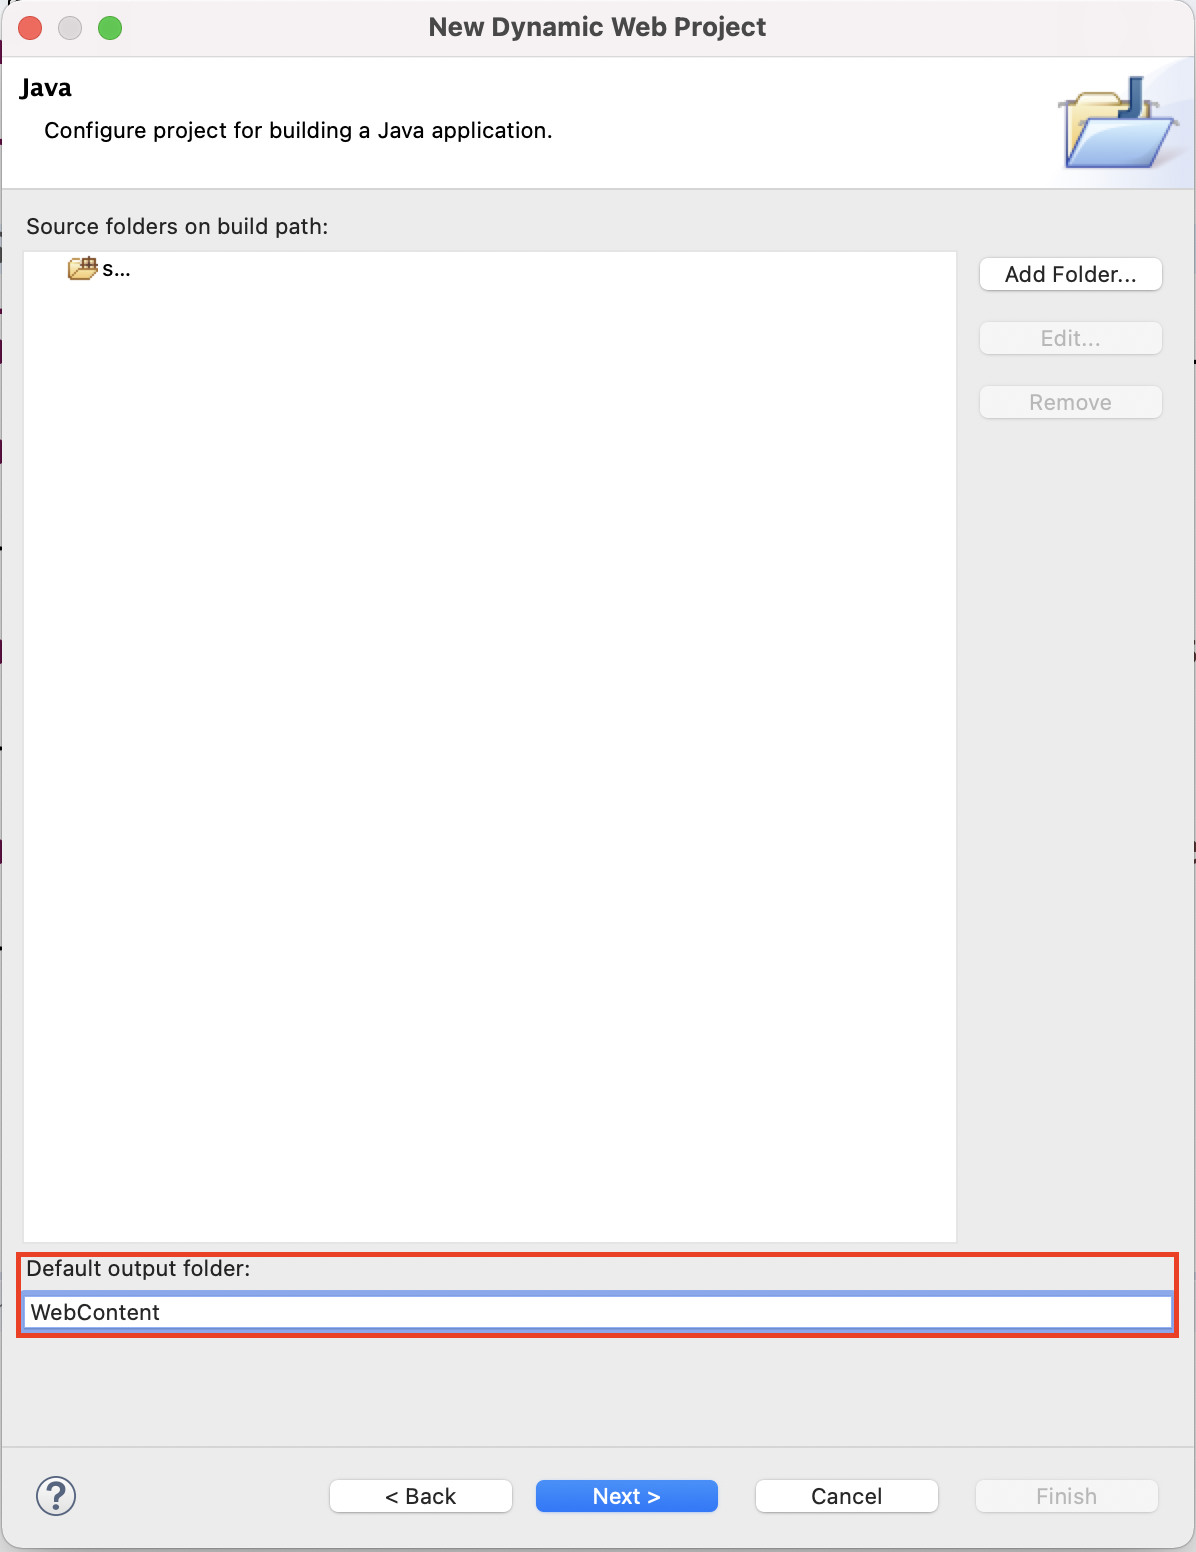 New Dynamic Web Project
Java
Configure project for building a Java application.
Source folders on build path:
s...
Add Folder...
Edit...
Remove
Default output folder:
WebContent
?
< Back
Next >
Cancel
Finish